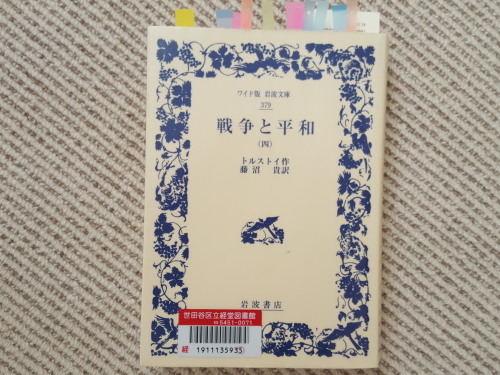 ワイド版 岩波文庫
379
戦争と平和
(四)
トルストイ作
藤沼 貴訳
岩波書店
世田谷区立経堂図書館
☎5451-0071
経 1911135935